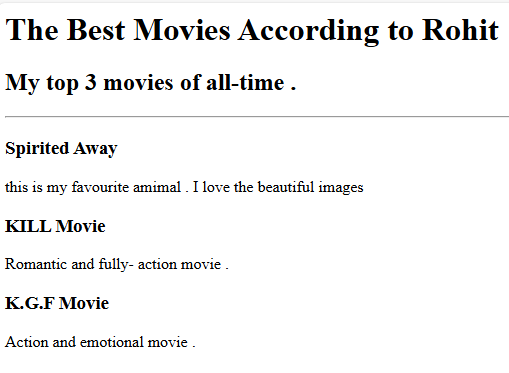 The Best Movies According to Rohit
My top 3 movies of all-time .
Spirited Away
this is my favourite amimal . I love the beautiful images
KILL Movie
Romantic and fully- action movie .
K.G.F Movie
Action and emotional movie .